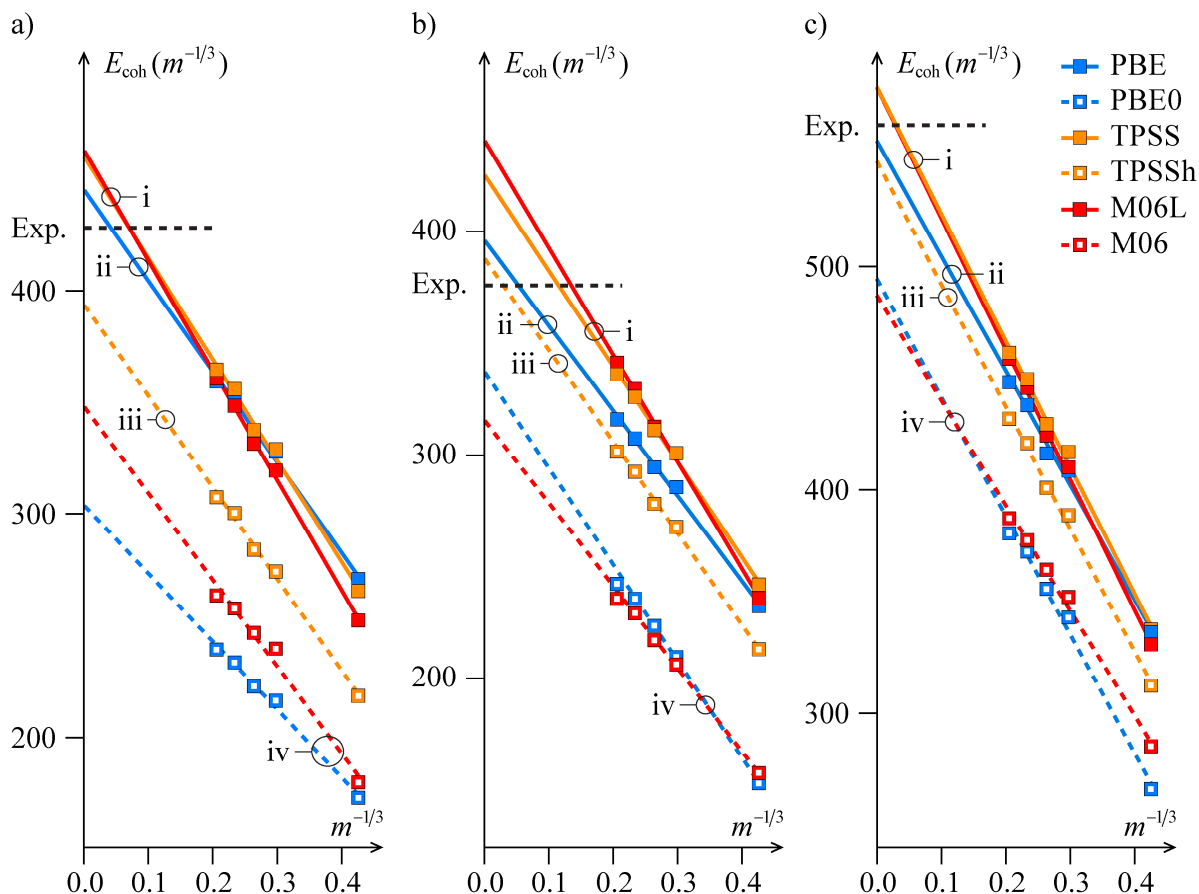 a)
E_coh (m^−1/3)
Exp.
i
ii
400
iii
300
200
iv
m^−1/3
0.0 0.1 0.2 0.3 0.4
b)
E_coh (m^−1/3)
400
Exp.
ii
i
iii
300
200
iv
m^−1/3
0.0 0.1 0.2 0.3 0.4
c)
E_coh (m^−1/3)
Exp.
i
500
ii
iii
iv
400
300
m^−1/3
0.0 0.1 0.2 0.3 0.4
PBE
PBE0
TPSS
TPSSh
M06L
M06